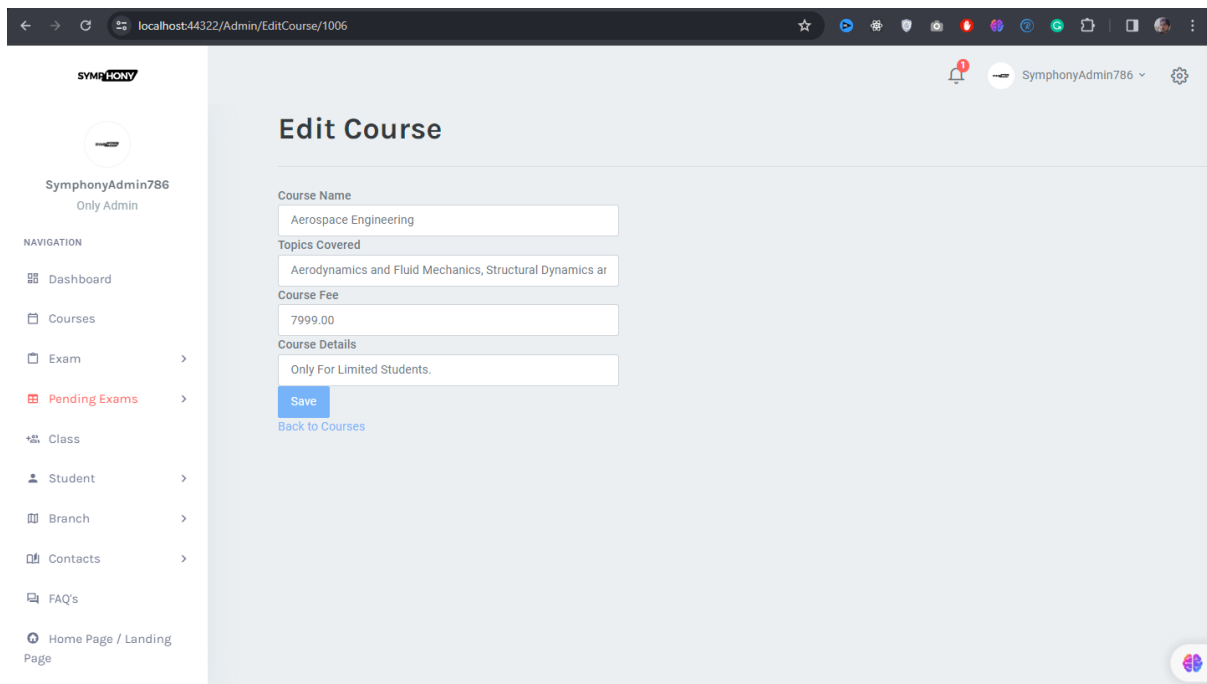 localhost:44322/Admin/EditCourse/1006
SYMPHONY
1
SymphonyAdmin786
Edit Course
SymphonyAdmin786
Only Admin
NAVIGATION
Dashboard
Courses
Exam
Pending Exams
Class
Student
Branch
Contacts
FAQ's
Home Page / Landing
Page
Course Name
Aerospace Engineering
Topics Covered
Aerodynamics and Fluid Mechanics, Structural Dynamics ar
Course Fee
7999.00
Course Details
Only For Limited Students.
Save
Back to Courses